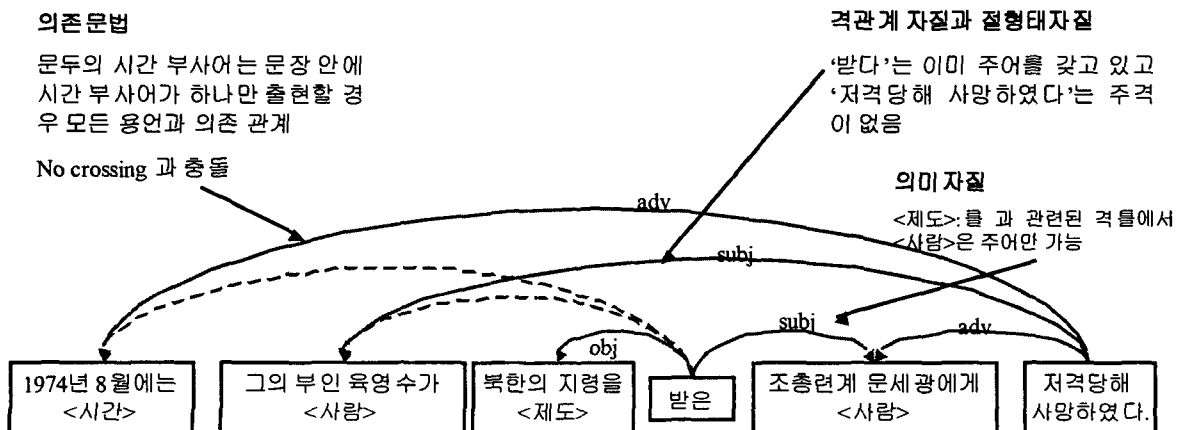 의존문법
문두의 시간 부사어는 문장 안에
시간 부사어가 하나만 출현할 경
우 모든 용언과 의존 관계
No crossing 과 충돌
격관계 자질과 절형태자질
‘받다’는 이미 주어를 갖고 있고
‘저격당해 사망하였다’는 주격
이 없음
의미자질
<제도>:를 과 관련된 격틀에서
<사람>은 주어만 가능
adv
subj
obj
subj
adv
1974년 8월에는
<시간>
그의 부인 육영수가
<사람>
북한의 지령을
<제도>
받은
조총련계 문세광에게
<사람>
저격당해
사망하였다.